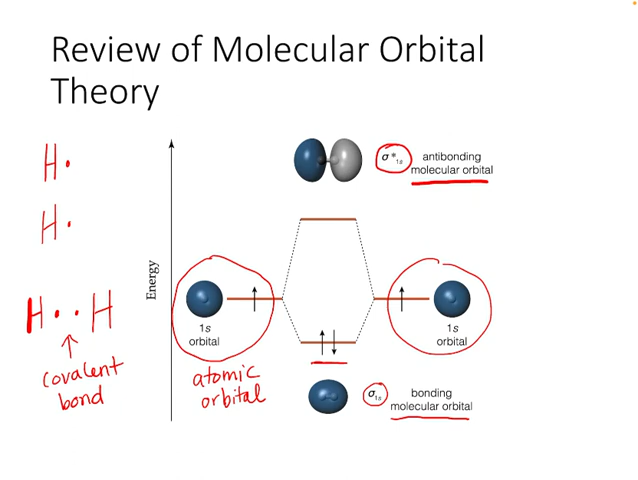 Review of Molecular Orbital
Theory
H·
H·
H· ·H
covalent
bond
Energy
σ*1s
antibonding
molecular orbital
1s
orbital
atomic
orbital
1s
orbital
σ1s
bonding
molecular orbital